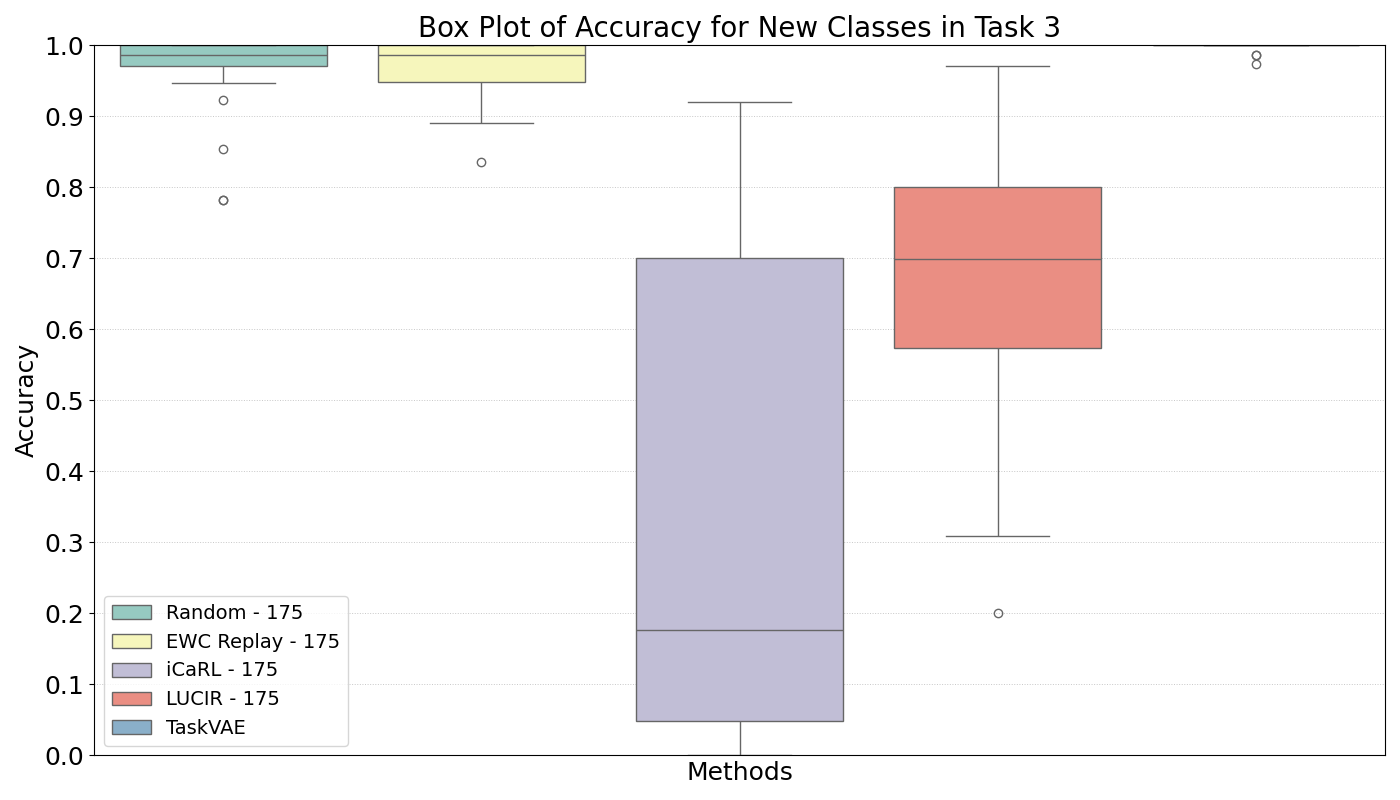 Box Plot of Accuracy for New Classes in Task 3
1.0
0.9
0.8
0.7
0.6
0.5
0.4
0.3
0.2
0.1
0.0
Accuracy
Random - 175
EWC Replay - 175
iCaRL - 175
LUCIR - 175
TaskVAE
Methods